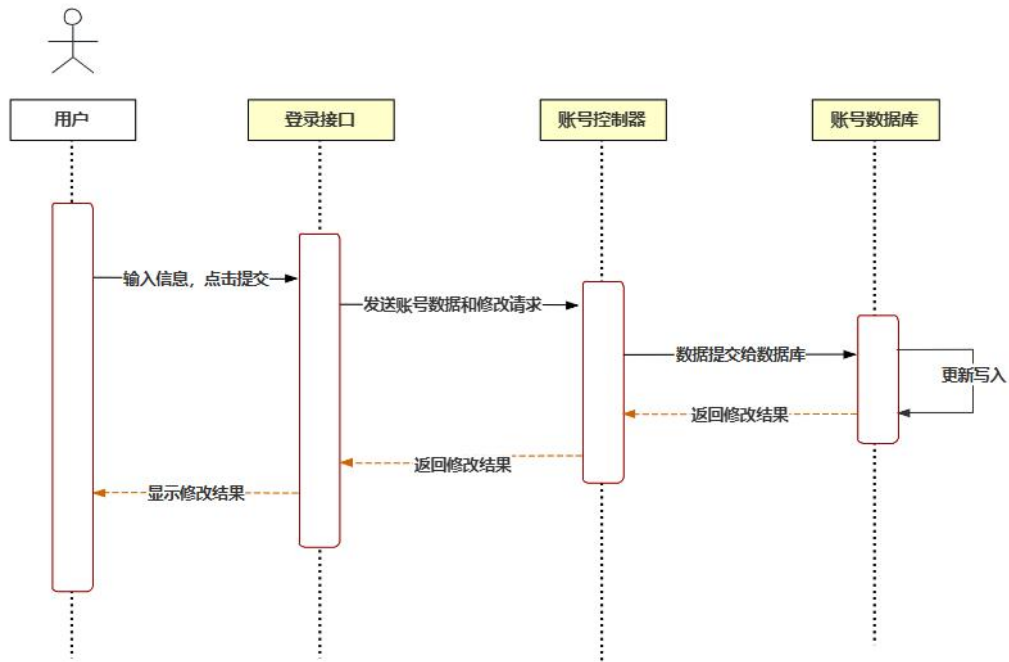 用户
登录接口
账号控制器
账号数据库
输入信息，点击提交
发送账号数据和修改请求
数据提交给数据库
更新写入
返回修改结果
返回修改结果
显示修改结果